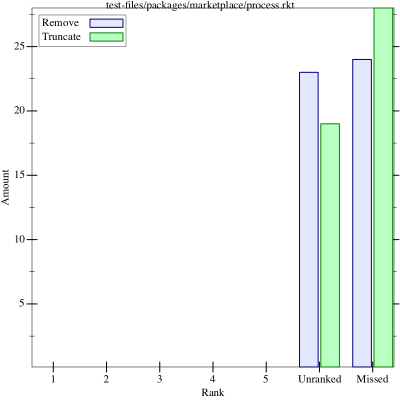 test-files/packages/marketplace/process.rkt
Remove
Truncate
25
20
15
10
5
Amount
1 2 3 4 5 Unranked Missed
Rank